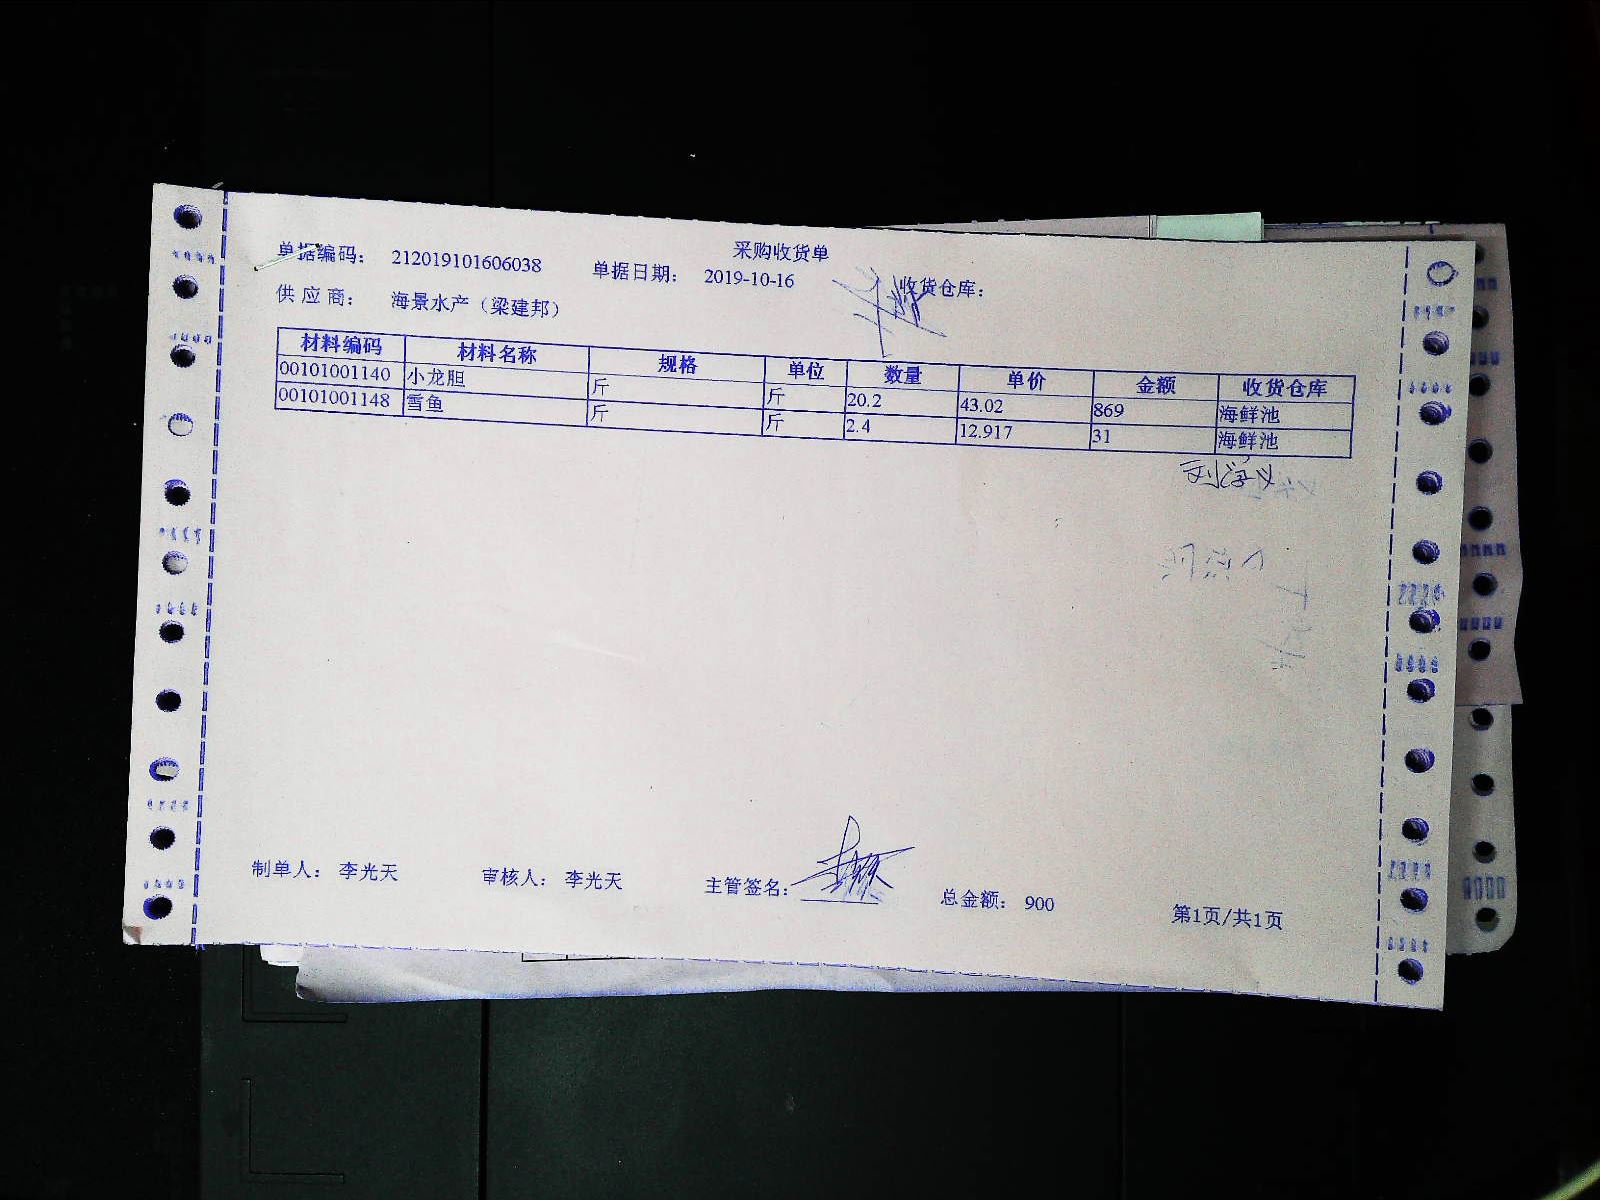 采购收货单
单据编码： 212019101606038 单据日期： 2019-10-16 收货仓库：
供应商： 海景水产（梁建邦）
材料编码 材料名称 规格 单位 数量 单价 金额 收货仓库
00101001140 小龙胆 斤 斤 20.2 43.02 869 海鲜池
00101001148 雪鱼 斤 斤 2.4 12.917 31 海鲜池
制单人： 李光天 审核人： 李光天 主管签名： 总金额： 900 第1页/共1页